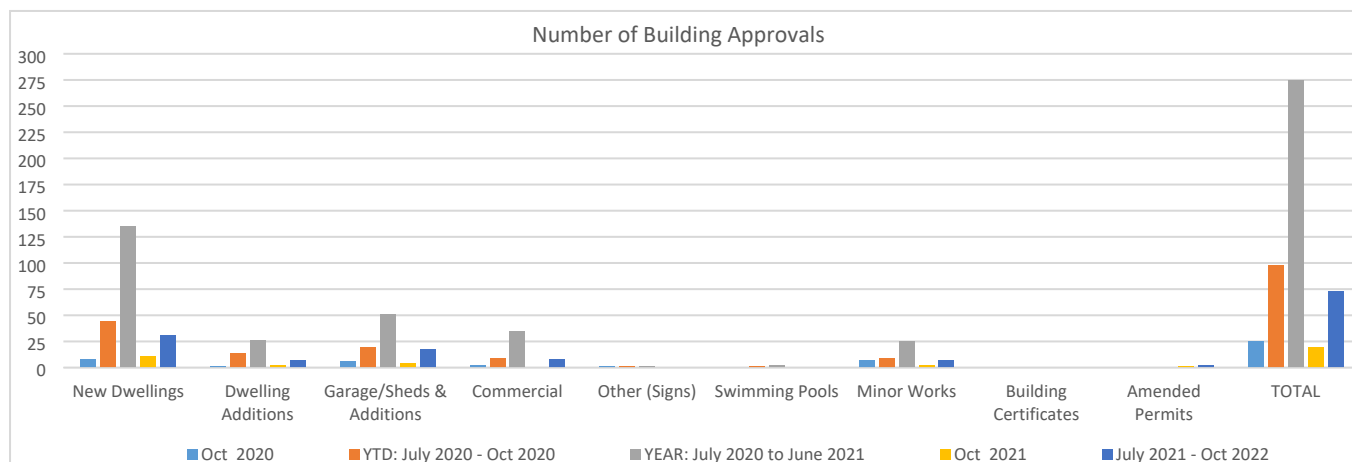 Number of Building Approvals
300
275
250
225
200
175
150
125
100
75
50
25
0
New Dwellings
Dwelling
Additions
Garage/Sheds &
Additions
Commercial
Other (Signs)
Swimming Pools
Minor Works
Building
Certificates
Amended
Permits
TOTAL
Oct 2020
YTD: July 2020 - Oct 2020
YEAR: July 2020 to June 2021
Oct 2021
July 2021 - Oct 2022